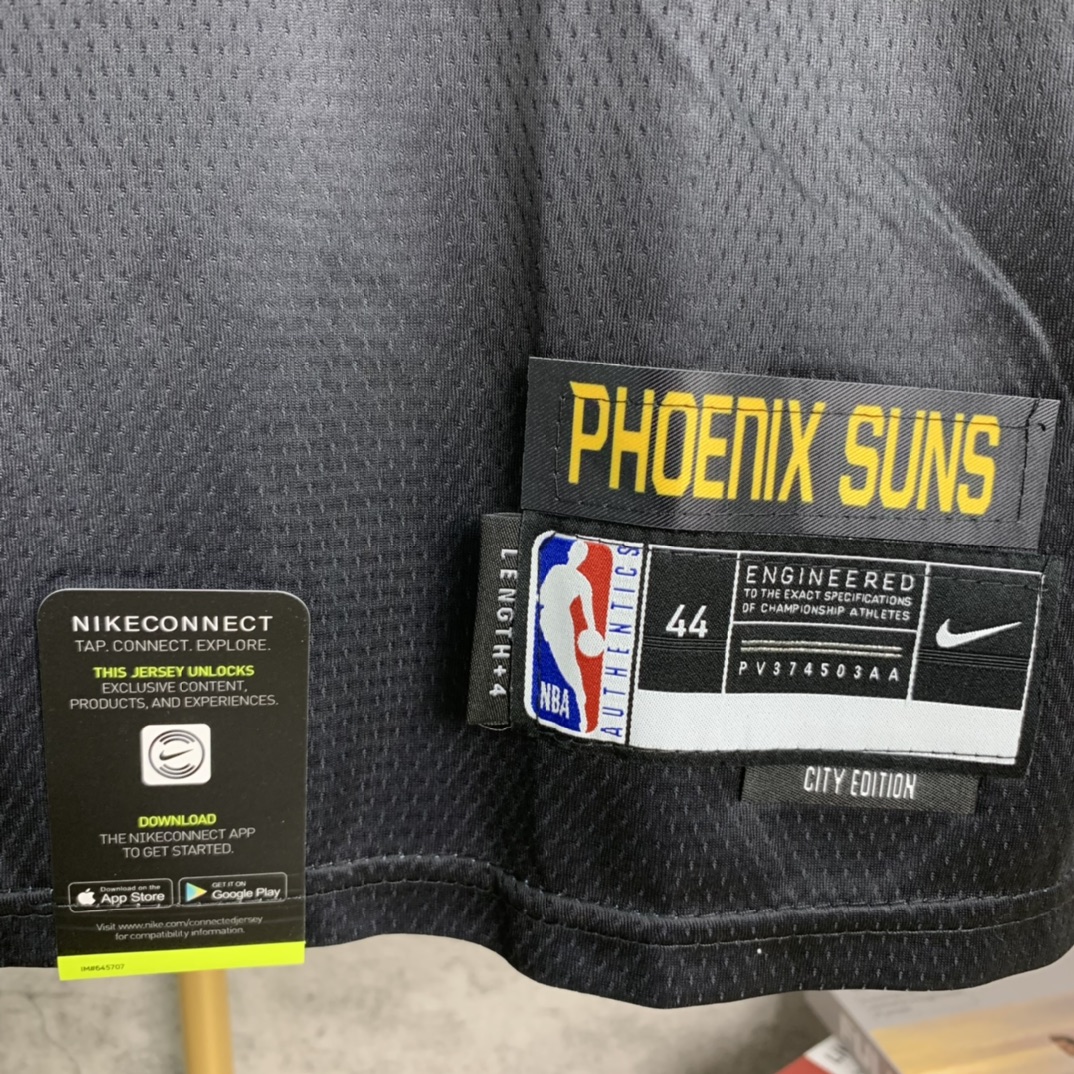 PHOENIX SUNS
LENGTH+4
NBA
AUTHENTICS
44
ENGINEERED
TO THE EXACT SPECIFICATIONS
OF CHAMPIONSHIP ATHLETES
PV374503AA
CITY EDITION
NIKECONNECT
TAP. CONNECT. EXPLORE.
THIS JERSEY UNLOCKS
EXCLUSIVE CONTENT,
PRODUCTS, AND EXPERIENCES.
DOWNLOAD
THE NIKECONNECT APP
TO GET STARTED.
Download on the
App Store
GET IT ON
Google Play
Visit www.nike.com/connectedjersey
for compatibility information.
IM#645707